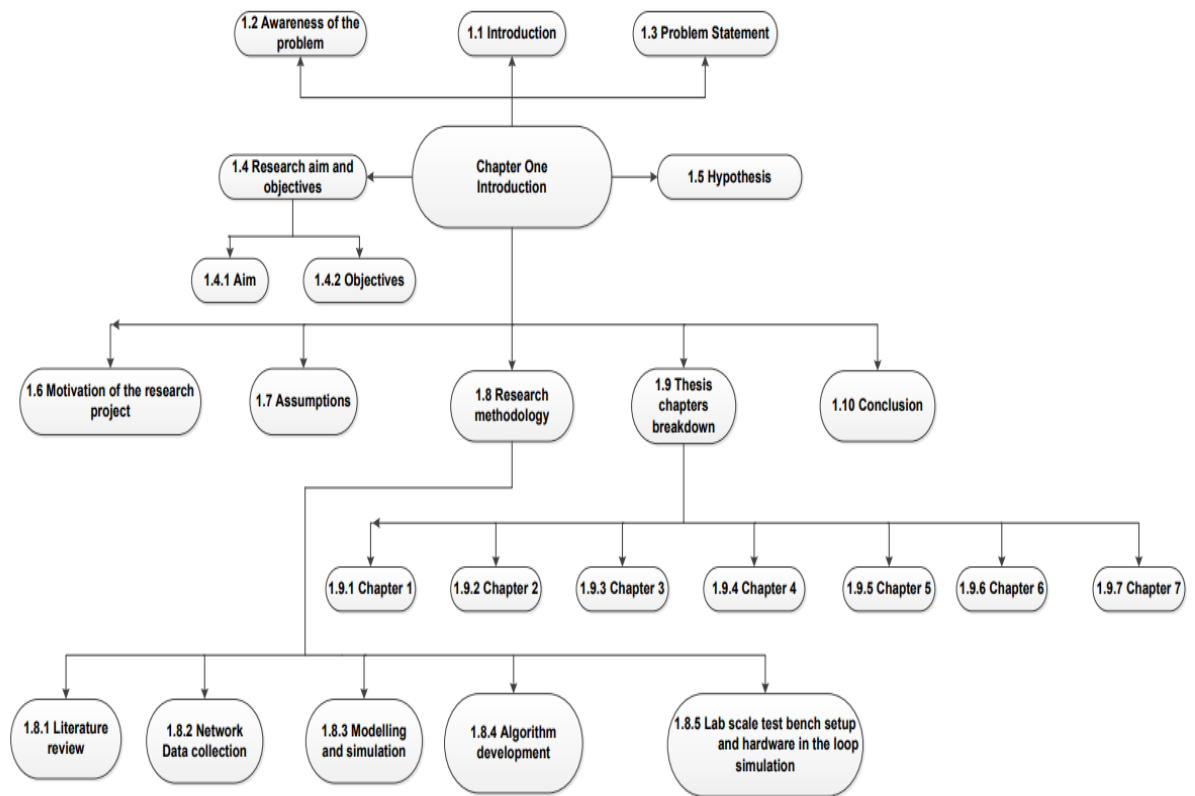 1.2 Awareness of the
problem
1.1 Introduction
1.3 Problem Statement
1.4 Research aim and
objectives
Chapter One
Introduction
1.5 Hypothesis
1.4.1 Aim
1.4.2 Objectives
1.6 Motivation of the research
project
1.7 Assumptions
1.8 Research
methodology
1.9 Thesis
chapters
breakdown
1.10 Conclusion
1.9.1 Chapter 1
1.9.2 Chapter 2
1.9.3 Chapter 3
1.9.4 Chapter 4
1.9.5 Chapter 5
1.9.6 Chapter 6
1.9.7 Chapter 7
1.8.1 Literature
review
1.8.2 Network
Data collection
1.8.3 Modelling
and simulation
1.8.4 Algorithm
development
1.8.5 Lab scale test bench setup
and hardware in the loop
simulation